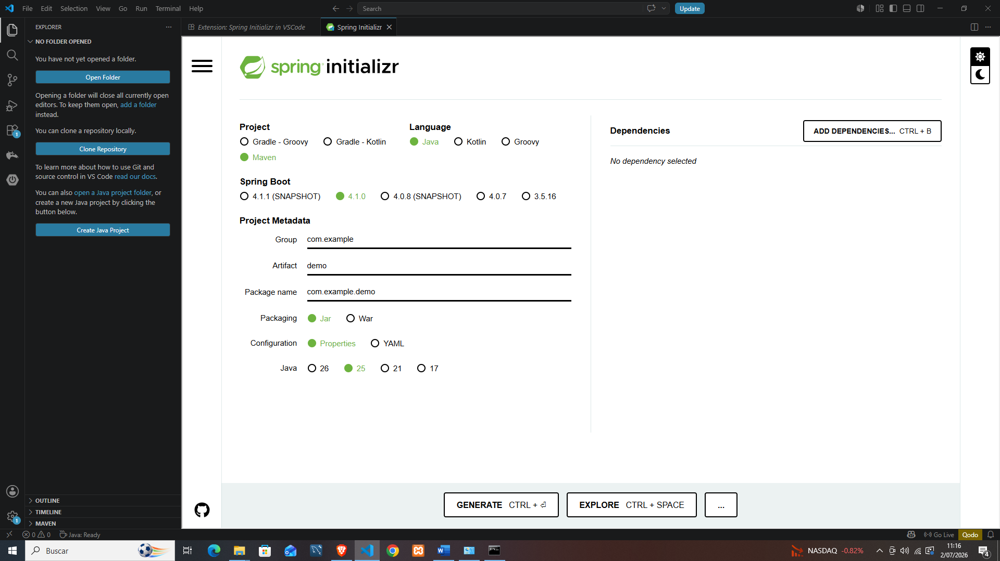 File Edit Selection View Go Run Terminal Help
Search
Update
EXPLORER
Extension: Spring Initializr in VSCode
Spring Initializr
NO FOLDER OPENED
You have not yet opened a folder.
Open Folder
Opening a folder will close all currently open
editors. To keep them open, add a folder
instead.
You can clone a repository locally.
Clone Repository
To learn more about how to use Git and
source control in VS Code read our docs.
You can also open a Java project folder, or
create a new Java project by clicking the
button below.
Create Java Project
OUTLINE
TIMELINE
MAVEN
1
1
spring initializr
Project
Gradle - Groovy
Gradle - Kotlin
Maven
Language
Java
Kotlin
Groovy
Spring Boot
4.1.1 (SNAPSHOT)
4.1.0
4.0.8 (SNAPSHOT)
4.0.7
3.5.16
Project Metadata
Group com.example
Artifact demo
Package name com.example.demo
Packaging Jar War
Configuration Properties YAML
Java 26 25 21 17
Dependencies
ADD DEPENDENCIES... CTRL + B
No dependency selected
GENERATE CTRL + ⏎
EXPLORE CTRL + SPACE
...
0 0 Java: Ready
Go Live
Qodo
Buscar
NASDAQ -0.82%
11:16
2/07/2026
4